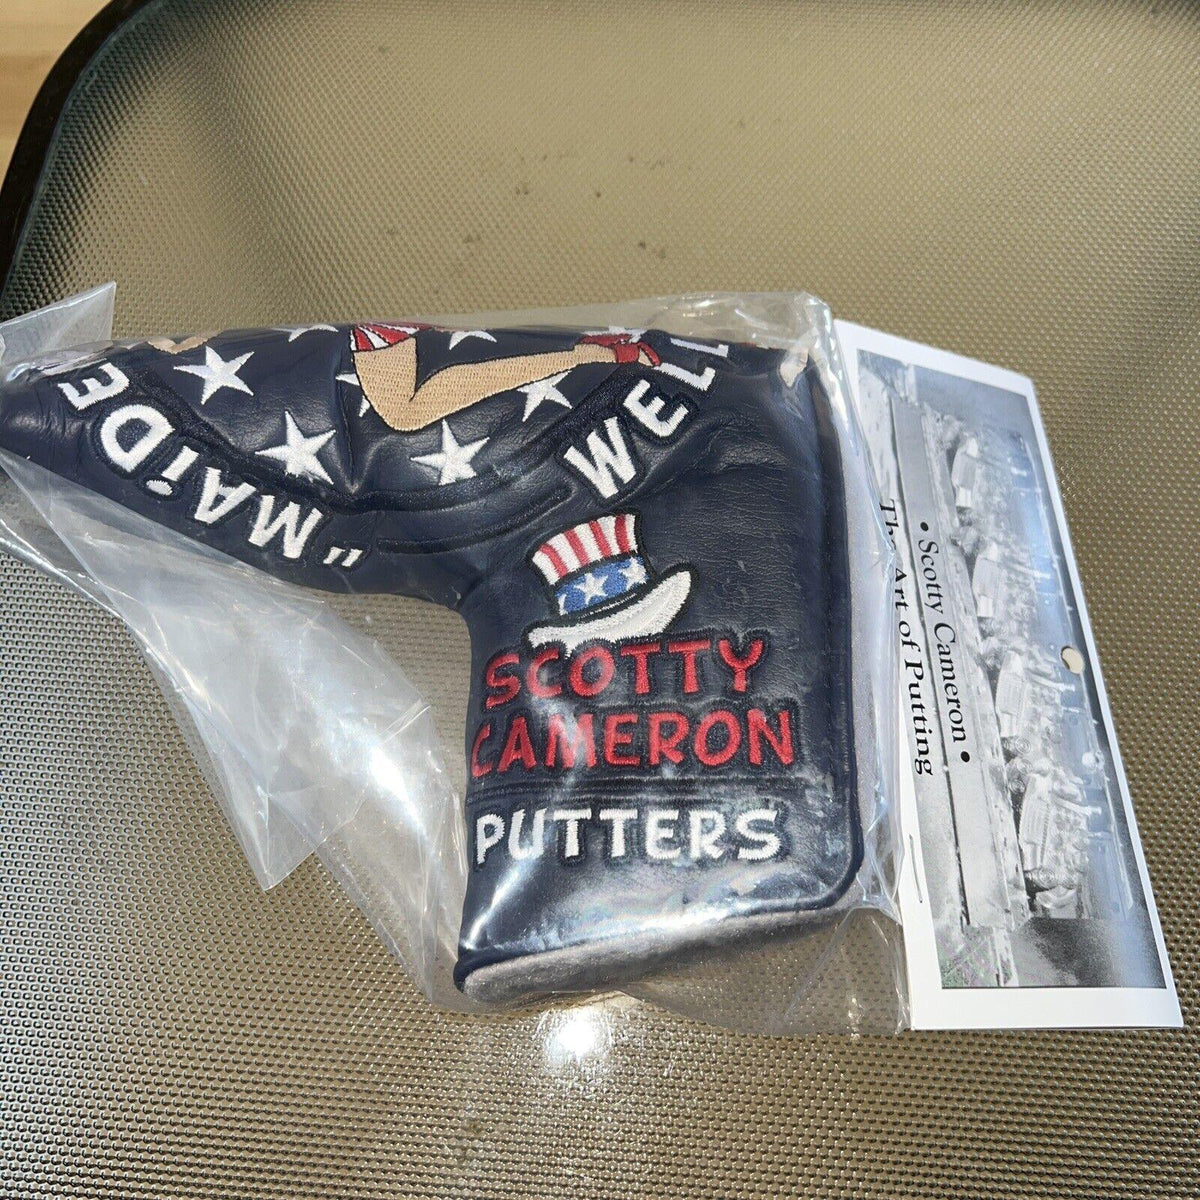 "MAiDE
WELL
SCOTTY
CAMERON
PUTTERS
• Scotty Cameron •
The Art of Putting